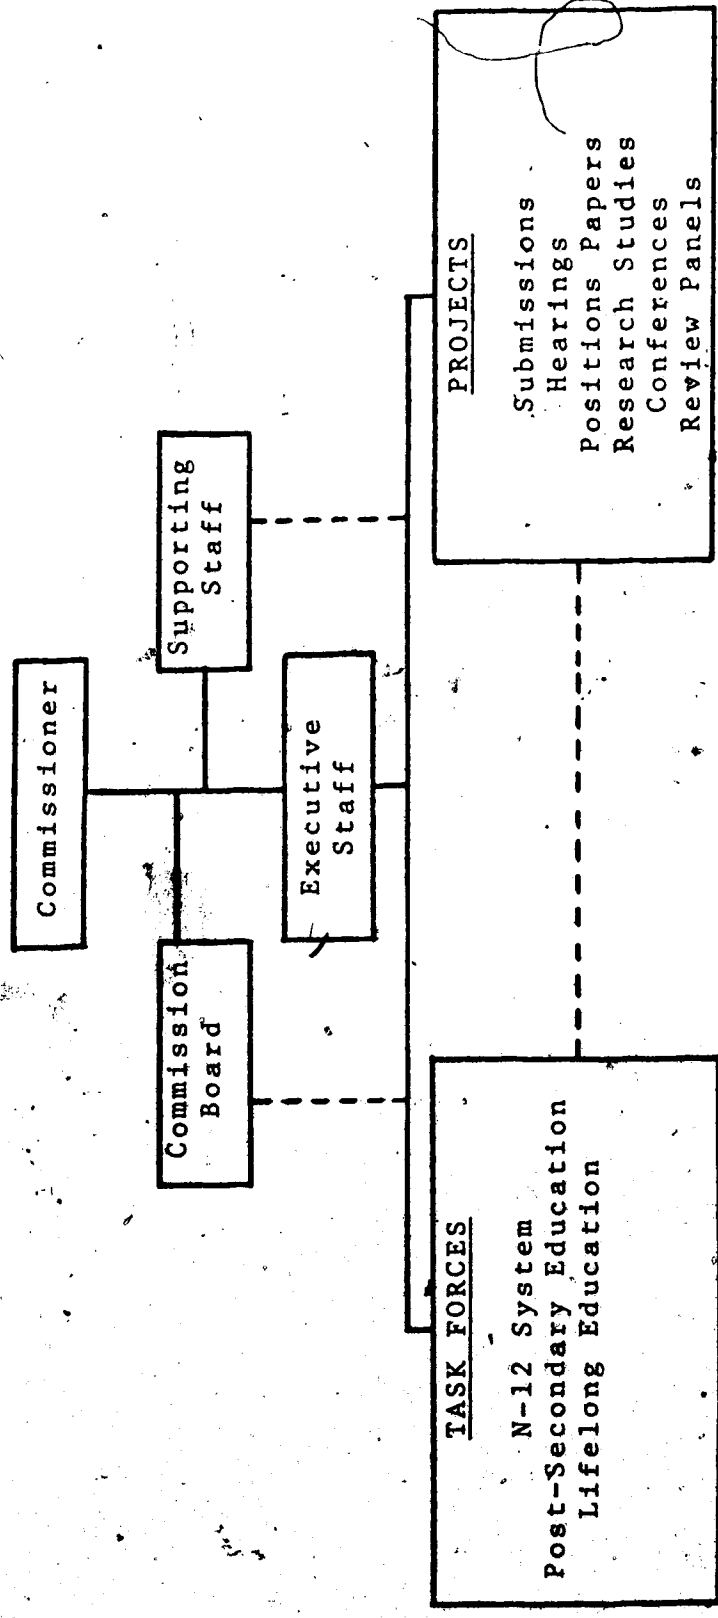 Commissioner
Commission
Board
Supporting
Staff
Executive
Staff
TASK FORCES
N-12 System
Post-Secondary Education
Lifelong Education
PROJECTS
Submissions
Hearings
Positions Papers
Research Studies
Conferences
Review Panels